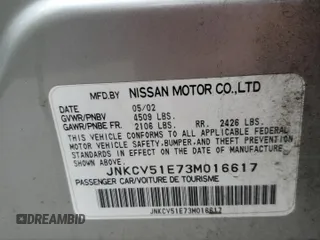 MFD.BY NISSAN MOTOR CO.,LTD
DATE 05/02
GVWR/PNBV 4509 LBS.
GAWR/PNBE FR. 2106 LBS. RR. 2426 LBS.
THIS VEHICLE CONFORMS TO ALL APPLICABLE FEDERAL
MOTOR VEHICLE SAFETY,BUMPER,AND THEFT PREVENTION
STANDARDS IN EFFECT ON THE DATE OF MANUFACTURE
SHOWN ABOVE.
JNKCV51E73M016617
PASSENGER CAR/VOITURE DE TOURISME
JNKCV51E73M016617
DREAMBID